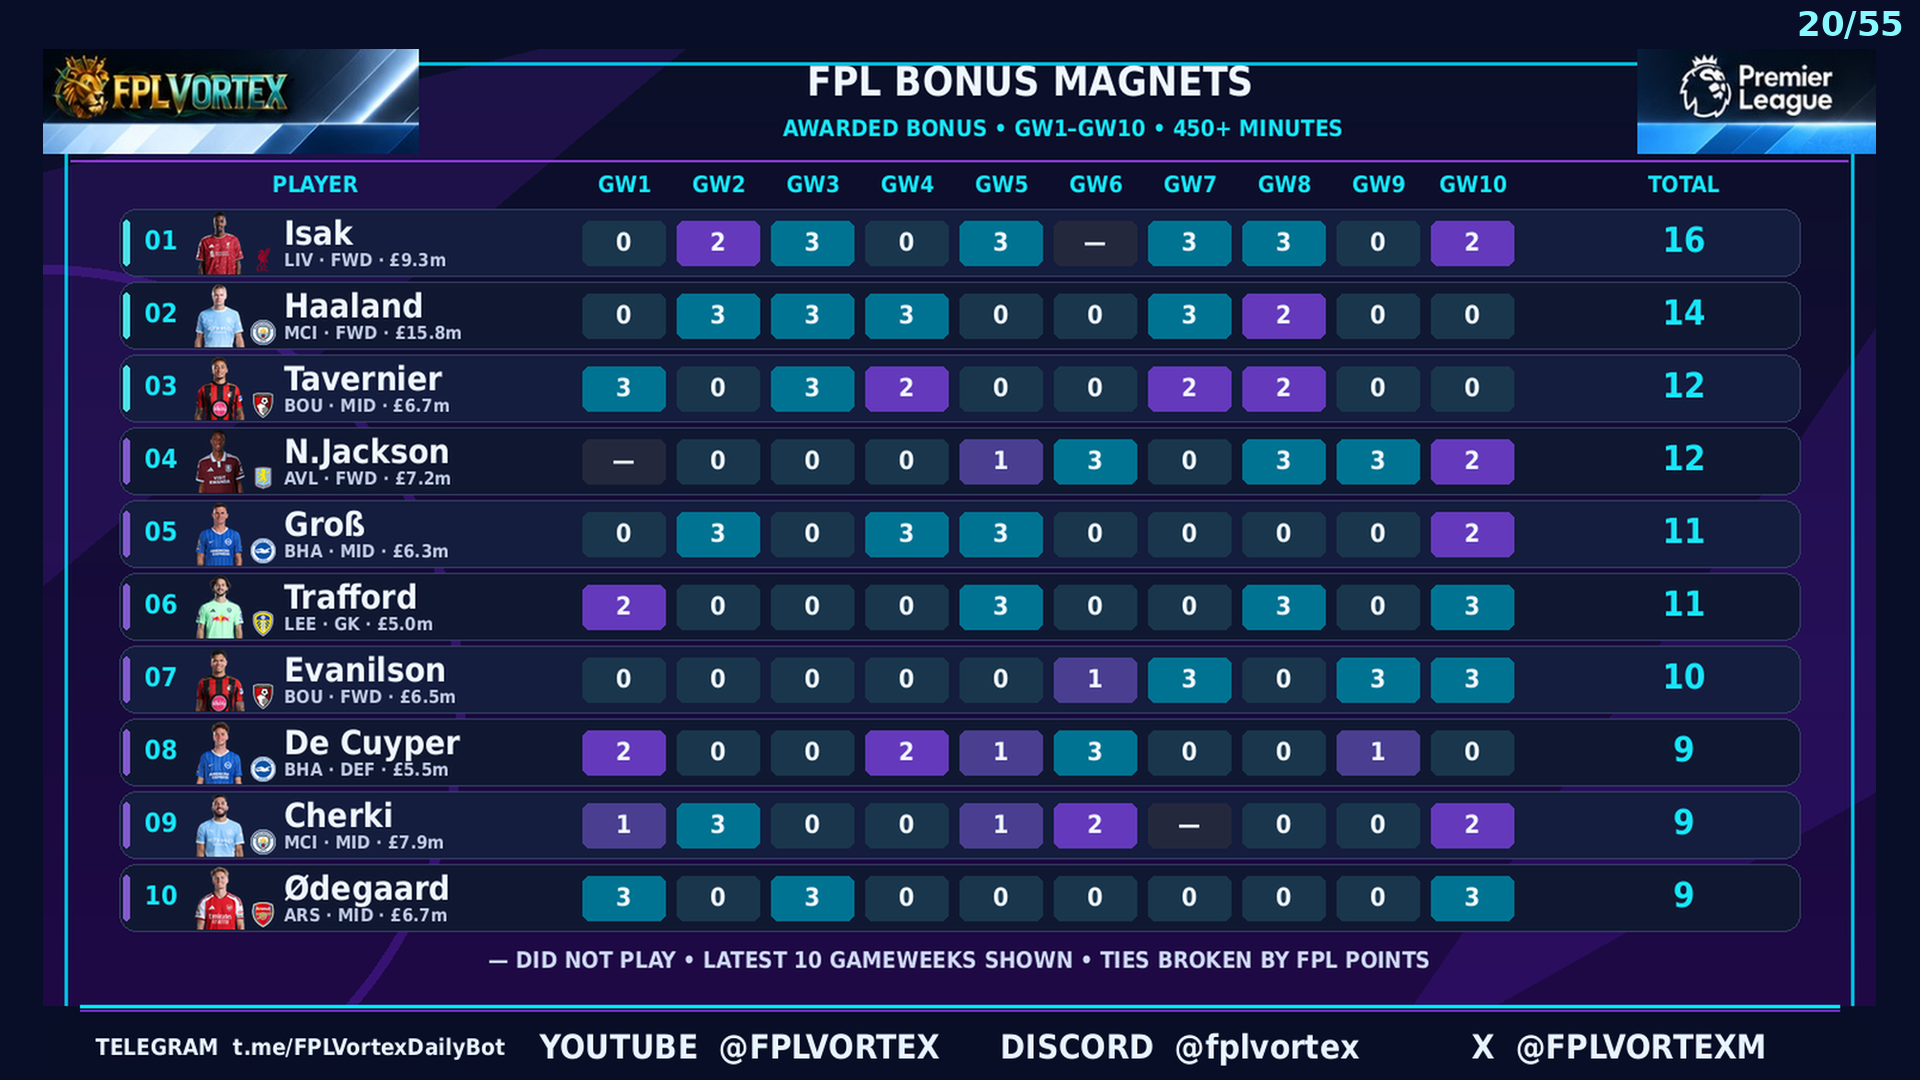 20/55
FPLVORTEX
Premier
League
FPL BONUS MAGNETS
AWARDED BONUS • GW1–GW10 • 450+ MINUTES
PLAYER GW1 GW2 GW3 GW4 GW5 GW6 GW7 GW8 GW9 GW10 TOTAL
01 Isak 0 2 3 0 3 — 3 3 0 2 16
LIV · FWD · £9.3m
02 Haaland 0 3 3 3 0 0 3 2 0 0 14
MCI · FWD · £15.8m
03 Tavernier 3 0 3 2 0 0 2 2 0 0 12
BOU · MID · £6.7m
04 N.Jackson — 0 0 0 1 3 0 3 3 2 12
AVL · FWD · £7.2m
05 Groß 0 3 0 3 3 0 0 0 0 2 11
BHA · MID · £6.3m
06 Trafford 2 0 0 0 3 0 0 3 0 3 11
LEE · GK · £5.0m
07 Evanilson 0 0 0 0 0 1 3 0 3 3 10
BOU · FWD · £6.5m
08 De Cuyper 2 0 0 2 1 3 0 0 1 0 9
BHA · DEF · £5.5m
09 Cherki 1 3 0 0 1 2 — 0 0 2 9
MCI · MID · £7.9m
10 Ødegaard 3 0 3 0 0 0 0 0 0 3 9
ARS · MID · £6.7m
— DID NOT PLAY • LATEST 10 GAMEWEEKS SHOWN • TIES BROKEN BY FPL POINTS
TELEGRAM t.me/FPLVortexDailyBot YOUTUBE @FPLVORTEX DISCORD @fplvortex X @FPLVORTEXM